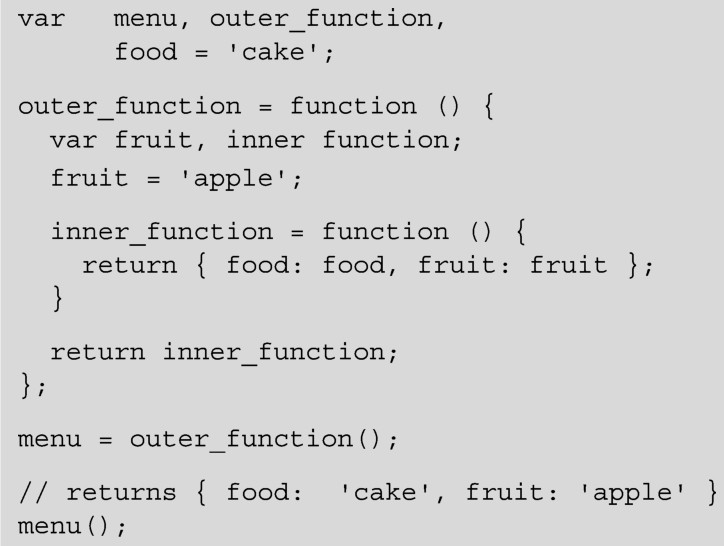 var   menu, outer_function,
      food = 'cake';
outer_function = function () {
  var fruit, inner function;
  fruit = 'apple';
  inner_function = function () {
    return { food: food, fruit: fruit };
  }
  return inner_function;
};
menu = outer_function();
// returns { food:  'cake', fruit: 'apple' }
menu();